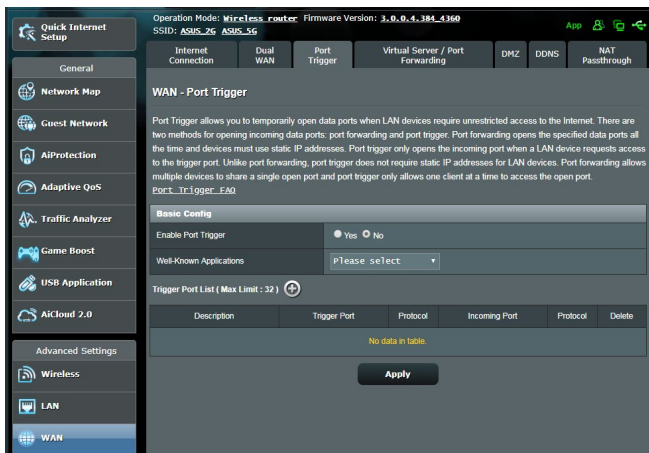 Quick Internet
Setup
Operation Mode: Wireless router Firmware Version: 3.0.0.4.384_4360
SSID: ASUS_2G ASUS_5G
App
General
Network Map
Guest Network
AiProtection
Adaptive QoS
Traffic Analyzer
Game Boost
USB Application
AiCloud 2.0
Advanced Settings
Wireless
LAN
WAN
Internet
Connection
Dual
WAN
Port
Trigger
Virtual Server / Port
Forwarding
DMZ
DDNS
NAT
Passthrough
WAN - Port Trigger
Port Trigger allows you to temporarily open data ports when LAN devices require unrestricted access to the Internet. There are
two methods for opening incoming data ports: port forwarding and port trigger. Port forwarding opens the specified data ports all
the time and devices must use static IP addresses. Port trigger only opens the incoming port when a LAN device requests access
to the trigger port. Unlike port forwarding, port trigger does not require static IP addresses for LAN devices. Port forwarding allows
multiple devices to share a single open port and port trigger only allows one client at a time to access the open port.
Port Trigger FAQ
Basic Config
Enable Port Trigger
Yes No
Well-Known Applications
Please select
Trigger Port List ( Max Limit : 32 )
Description Trigger Port Protocol Incoming Port Protocol Delete
No data in table.
Apply